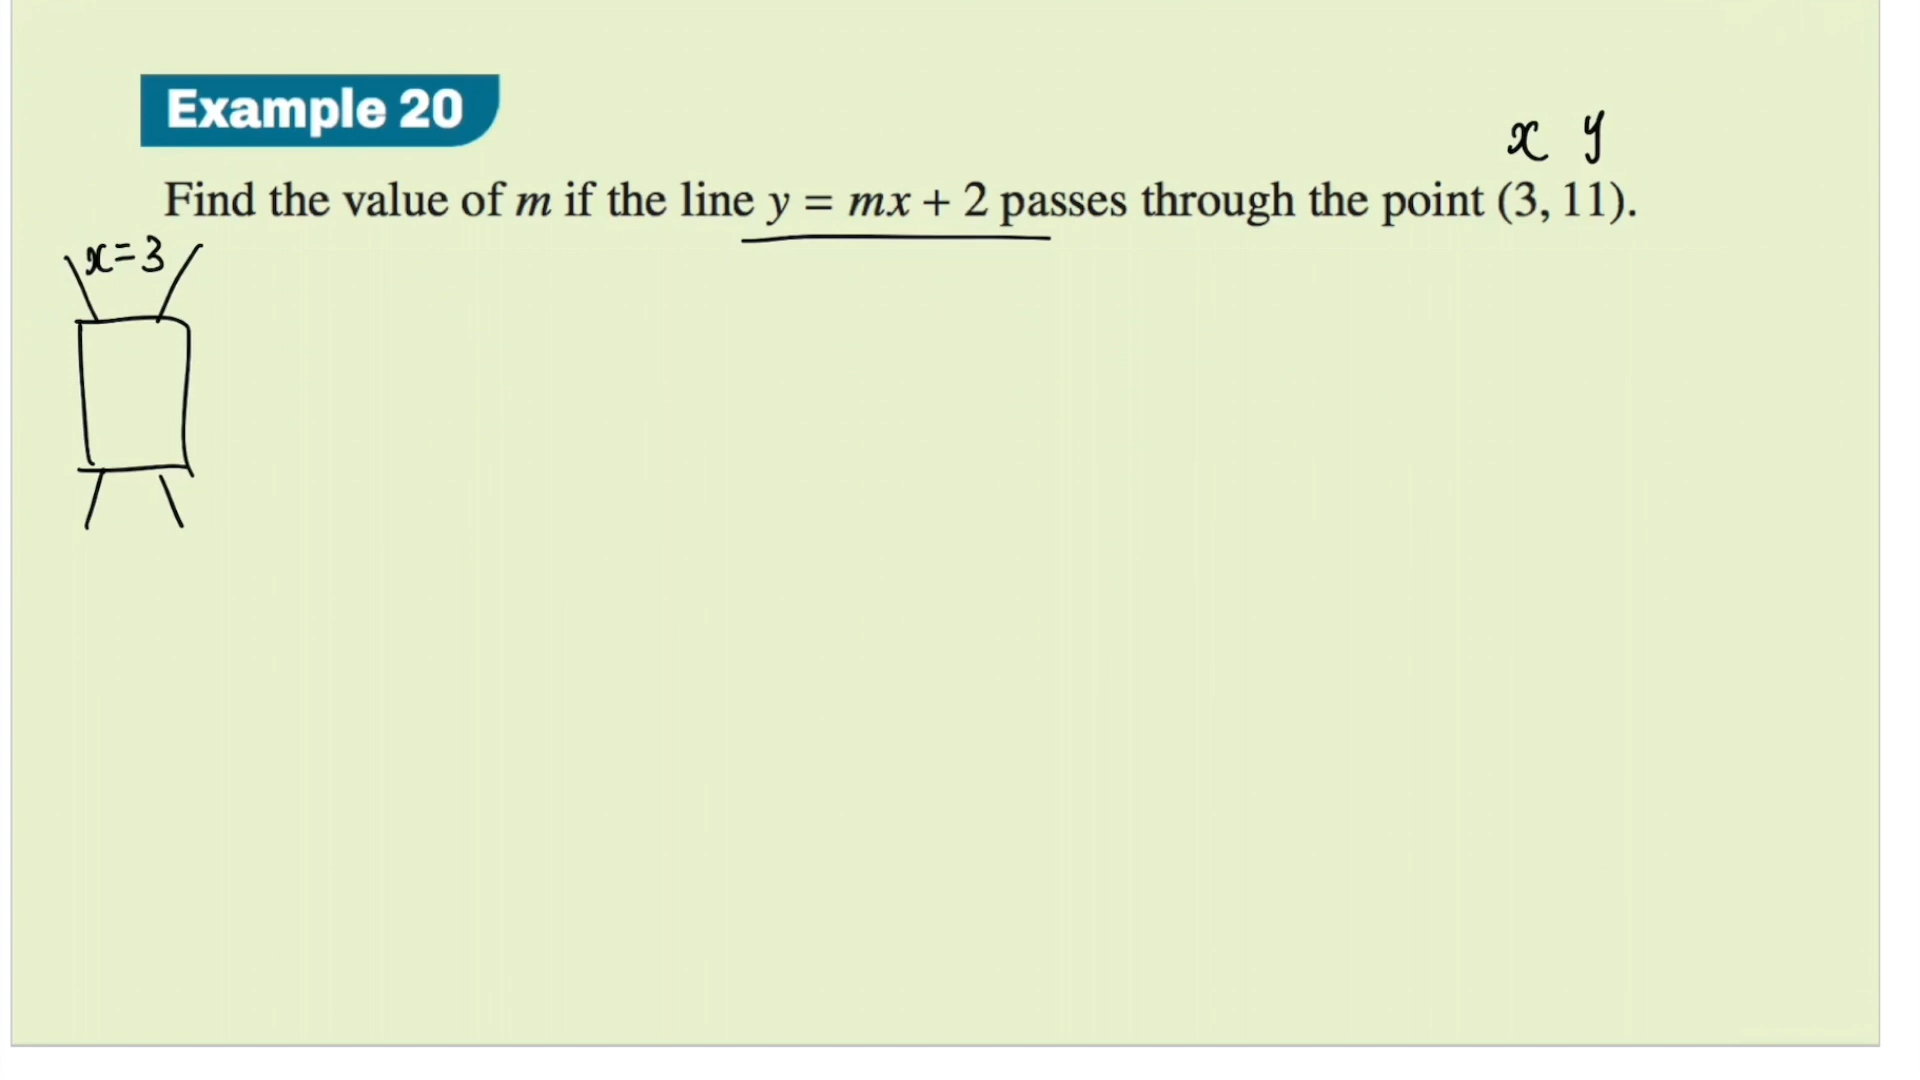 Example 20
x y
Find the value of m if the line y = mx + 2 passes through the point (3, 11).
x=3